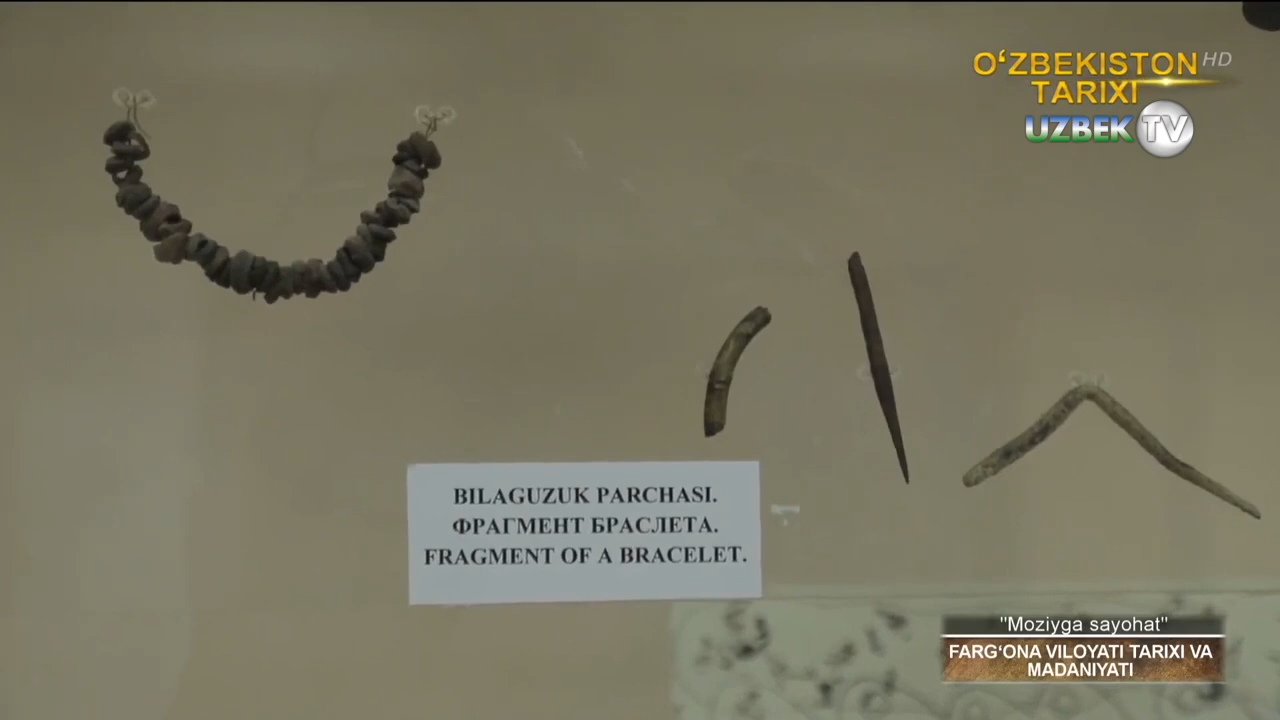 O‘ZBEKISTON HD
TARIXI
UZBEK TV
BILAGUZUK PARCHASI.
ФРАГМЕНТ БРАСЛЕТА.
FRAGMENT OF A BRACELET.
"Moziyga sayohat"
FARG‘ONA VILOYATI TARIXI VA
MADANIYATI